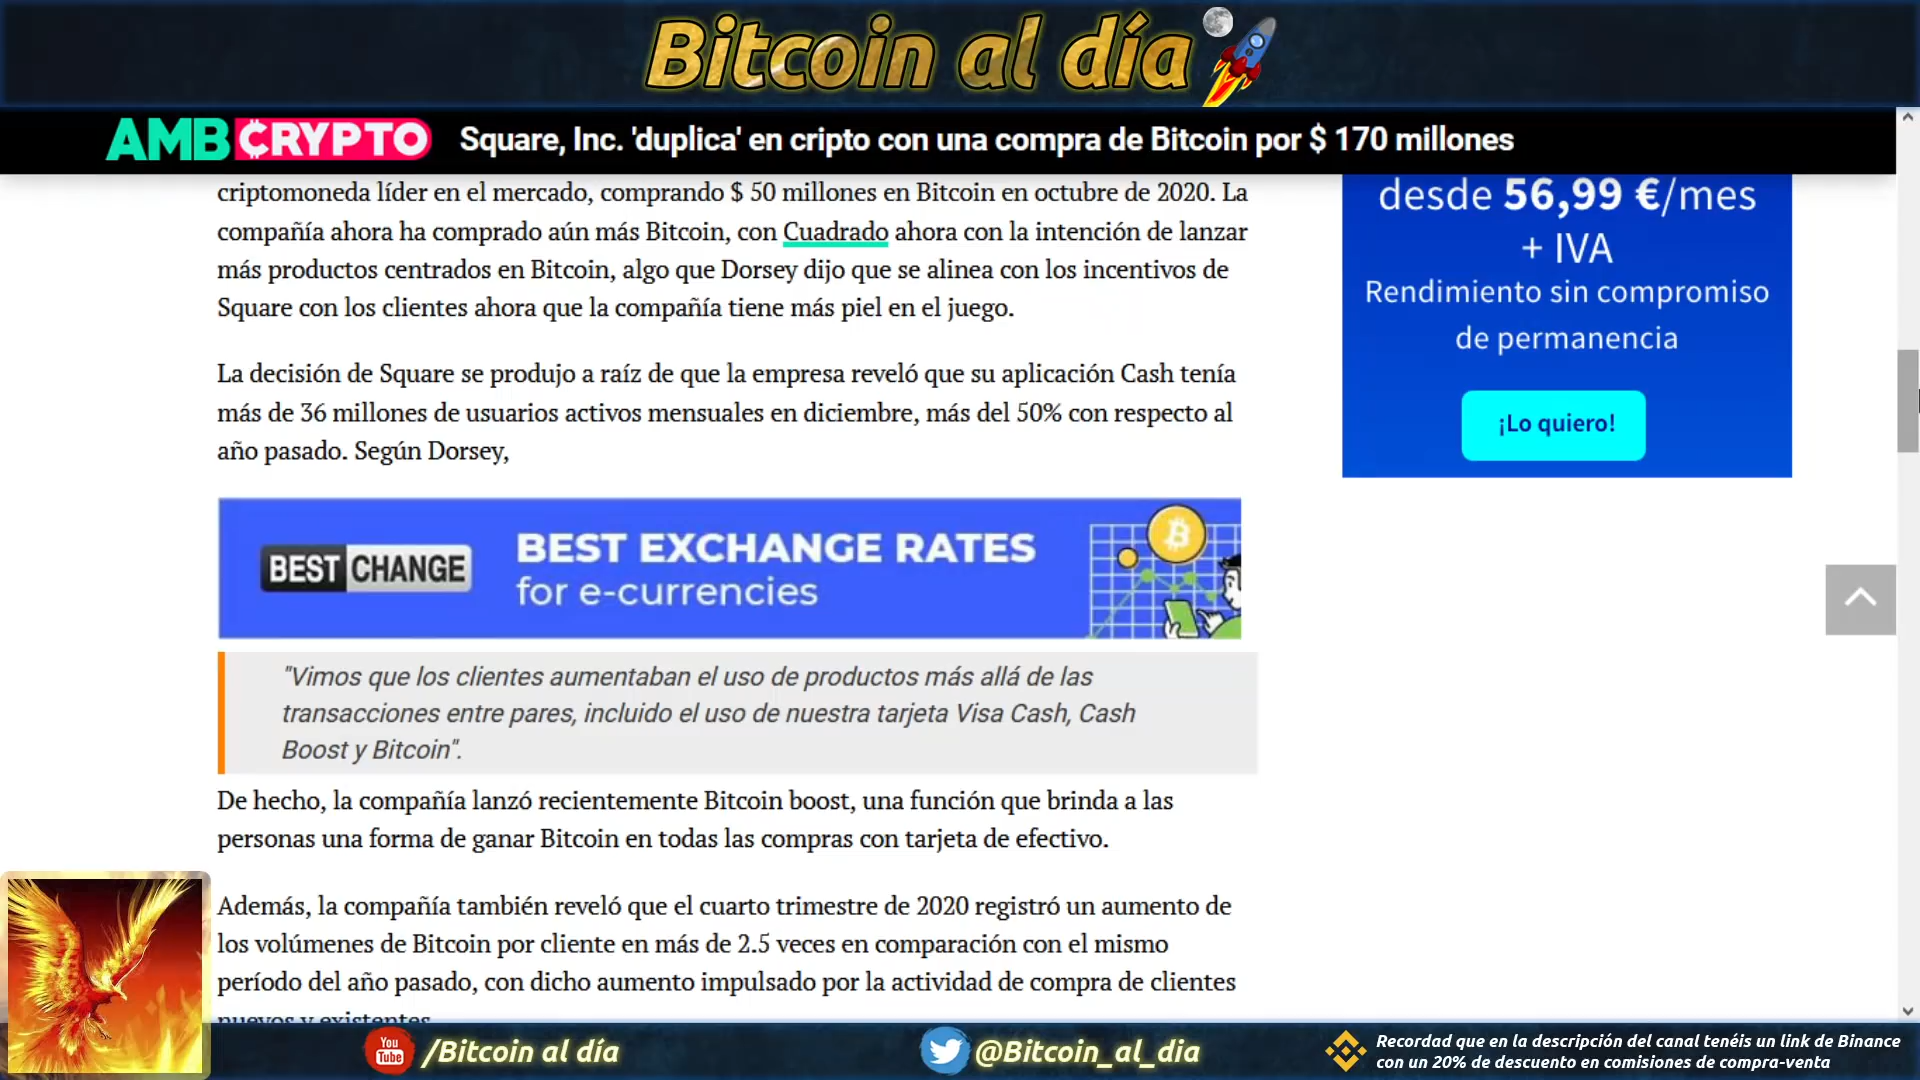 Bitcoin al día
AMBCRYPTO
Square, Inc. 'duplica' en cripto con una compra de Bitcoin por $ 170 millones
criptomoneda líder en el mercado, comprando $ 50 millones en Bitcoin en octubre de 2020. La
compañía ahora ha comprado aún más Bitcoin, con Cuadrado ahora con la intención de lanzar
más productos centrados en Bitcoin, algo que Dorsey dijo que se alinea con los incentivos de
Square con los clientes ahora que la compañía tiene más piel en el juego.
La decisión de Square se produjo a raíz de que la empresa reveló que su aplicación Cash tenía
más de 36 millones de usuarios activos mensuales en diciembre, más del 50% con respecto al
año pasado. Según Dorsey,
BEST CHANGE
BEST EXCHANGE RATES
for e-currencies
"Vimos que los clientes aumentaban el uso de productos más allá de las
transacciones entre pares, incluido el uso de nuestra tarjeta Visa Cash, Cash
Boost y Bitcoin".
De hecho, la compañía lanzó recientemente Bitcoin boost, una función que brinda a las
personas una forma de ganar Bitcoin en todas las compras con tarjeta de efectivo.
Además, la compañía también reveló que el cuarto trimestre de 2020 registró un aumento de
los volúmenes de Bitcoin por cliente en más de 2.5 veces en comparación con el mismo
período del año pasado, con dicho aumento impulsado por la actividad de compra de clientes
nuevos y existentes.
desde 56,99 €/mes
+ IVA
Rendimiento sin compromiso
de permanencia
¡Lo quiero!
You
Tube
/Bitcoin al día
@Bitcoin_al_dia
Recordad que en la descripción del canal tenéis un link de Binance
con un 20% de descuento en comisiones de compra-venta